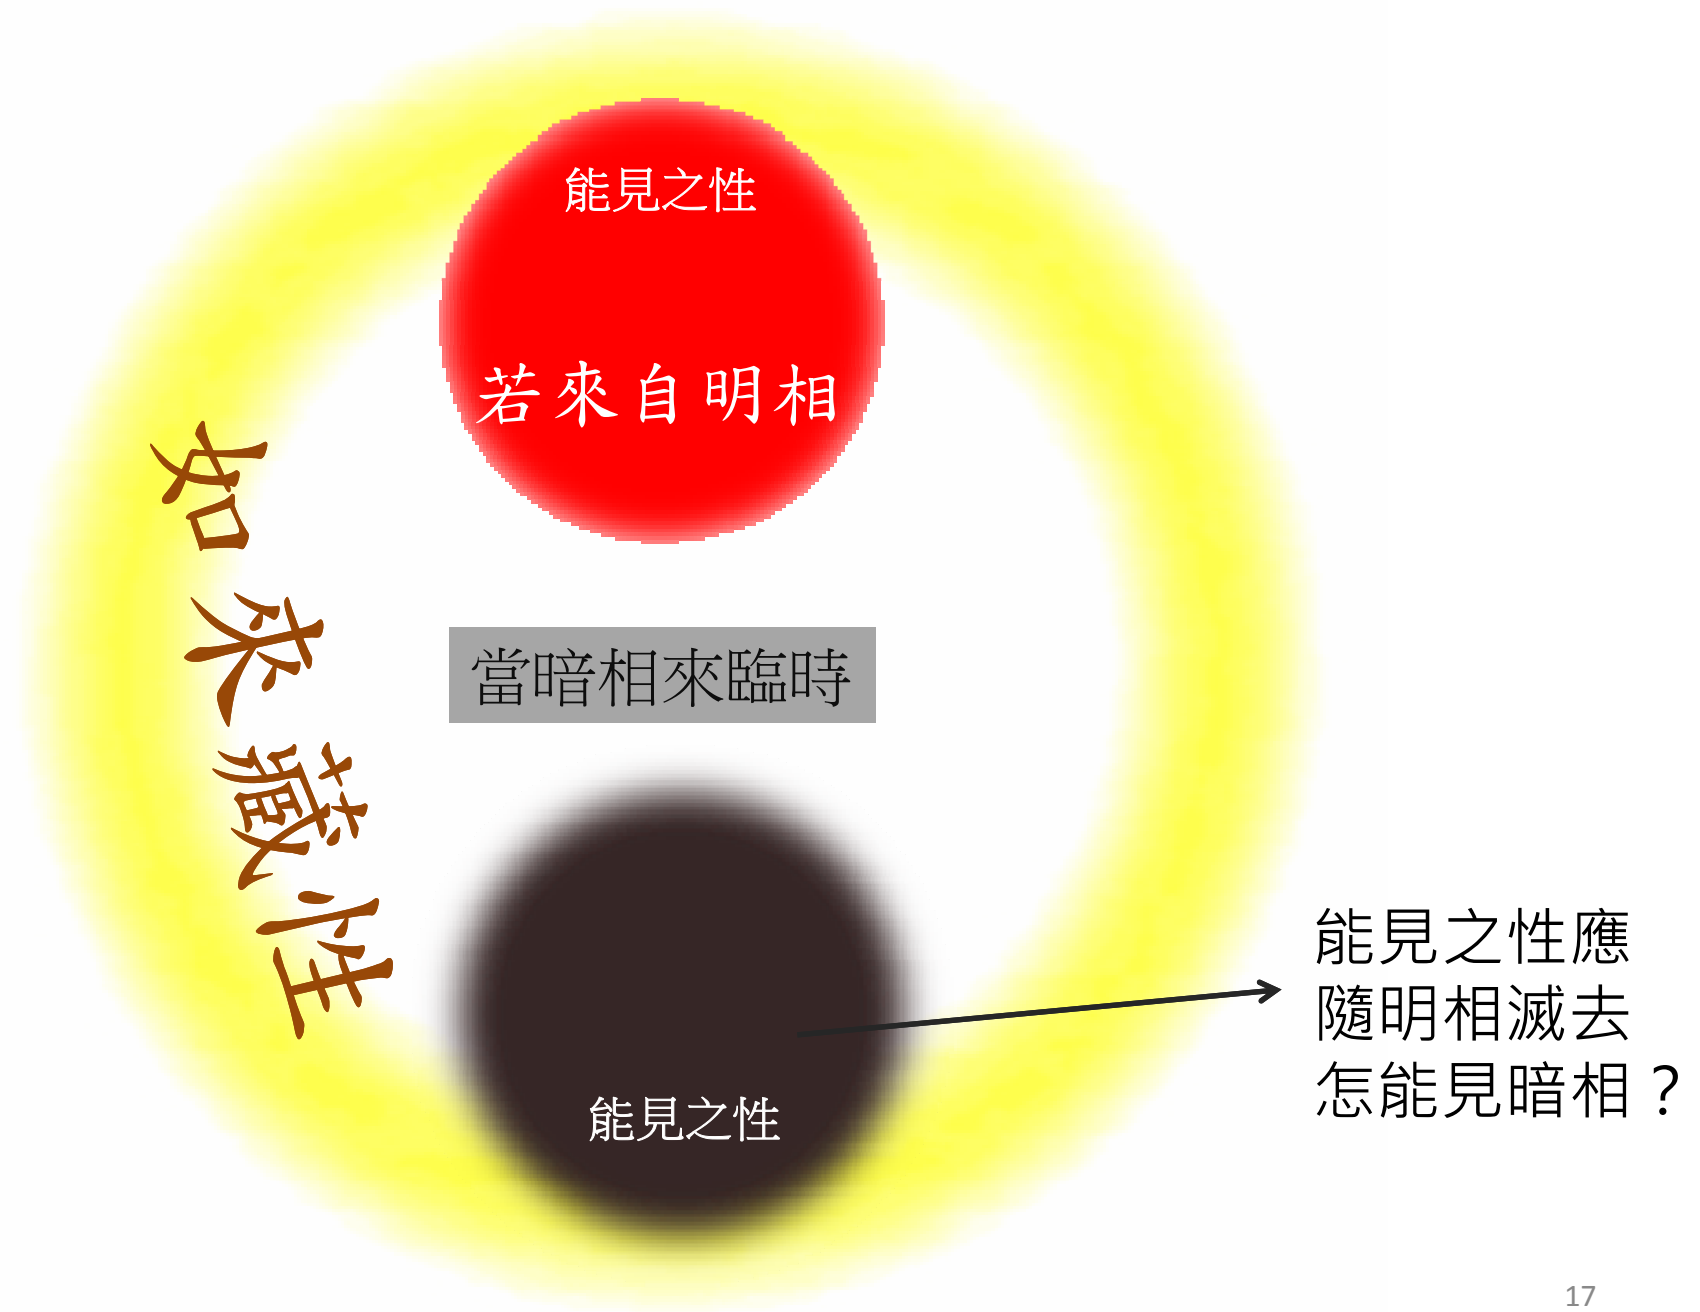 能見之性
若來自明相
如來藏性
當暗相來臨時
能見之性應
隨明相滅去
怎能見暗相？
能見之性
17